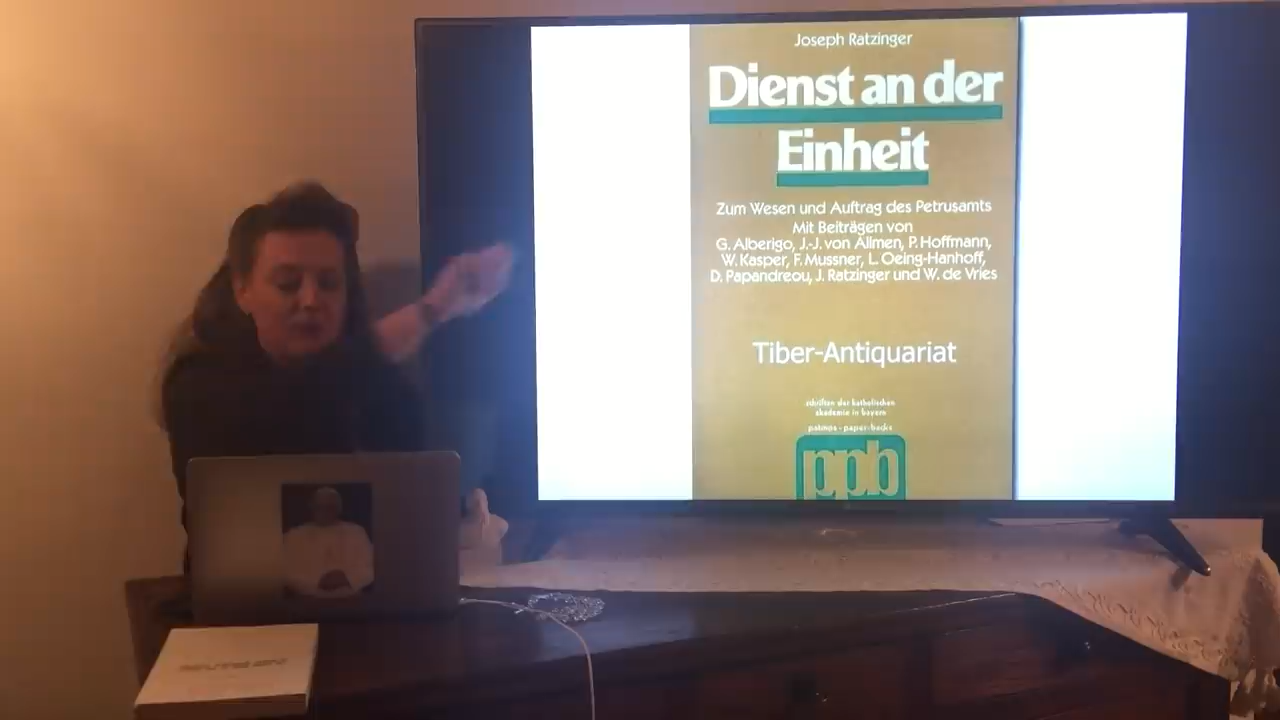 Joseph Ratzinger
Dienst an der
Einheit
Zum Wesen und Auftrag des Petrusamts
Mit Beiträgen von
G. Alberigo, J.-J. von Allmen, P. Hoffmann,
W. Kasper, F. Mussner, L. Oeing-Hanhoff,
D. Papandreou, J. Ratzinger und W. de Vries
Tiber-Antiquariat
schriften der katholischen
akademie in bayern
patmos-paper-backs
ppb